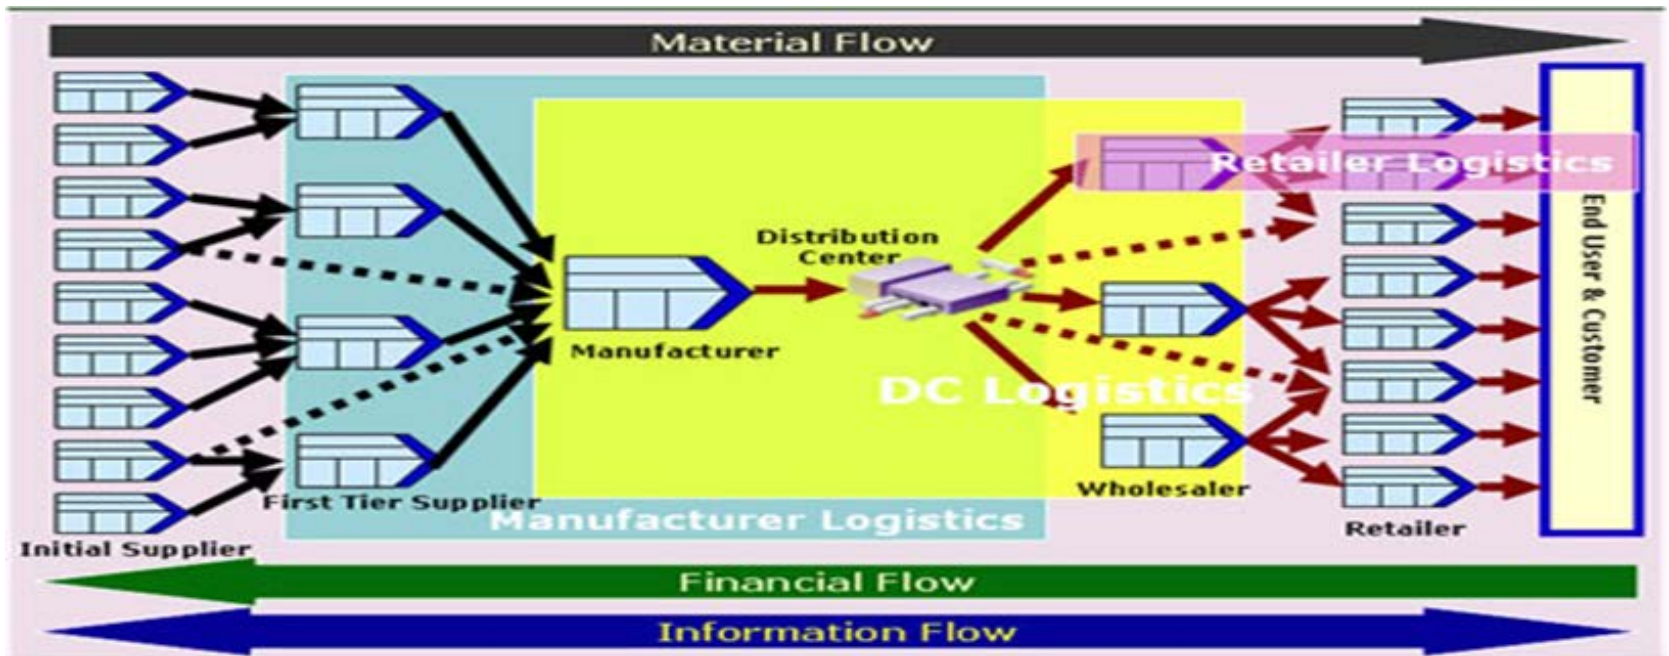 Material Flow
Retailer Logistics
Distribution
Center
Manufacturer
DC Logistics
End User & Customer
Wholesaler
First Tier Supplier
Manufacturer Logistics
Retailer
Initial Supplier
Financial Flow
Information Flow